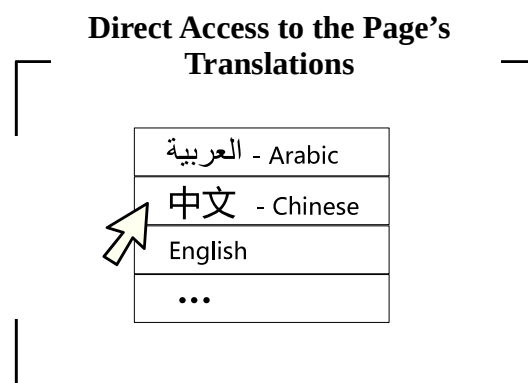 Direct Access to the Page’s
Translations
العربية - Arabic
中文 - Chinese
English
...